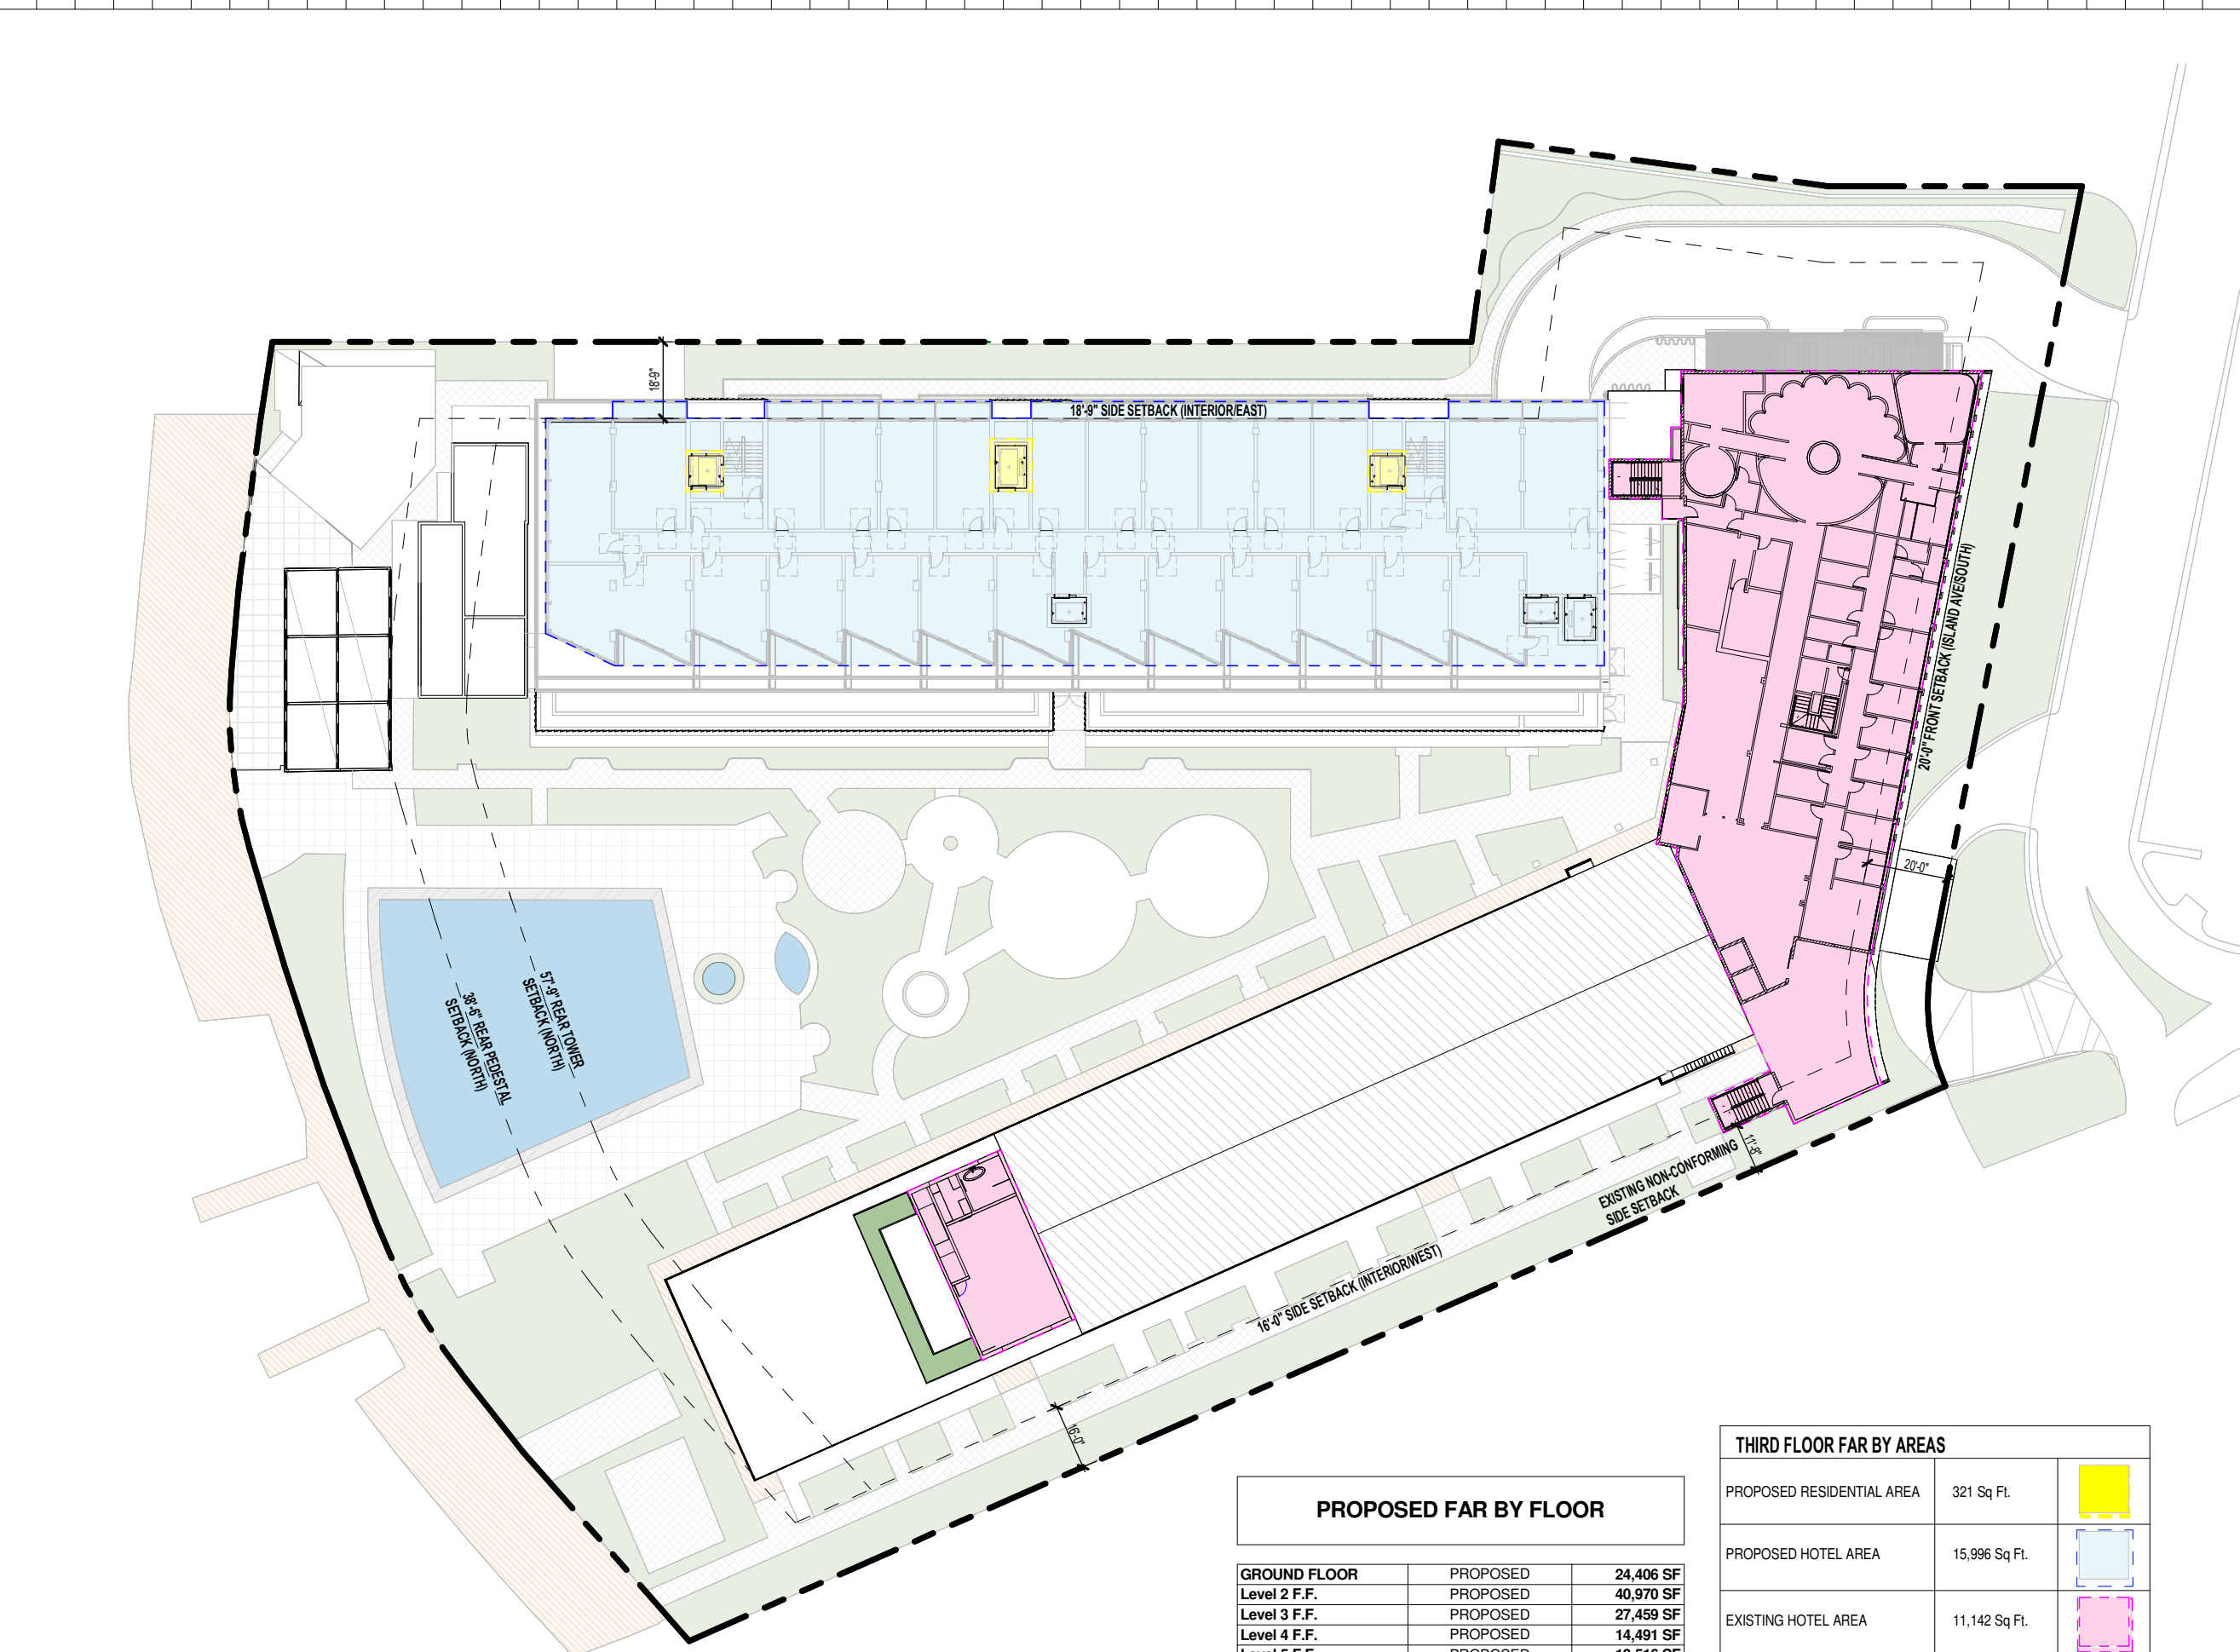 18'-9"
18'-9" SIDE SETBACK (INTERIOR/EAST)
20'-0" FRONT SETBACK (ISLAND AVE/SOUTH)
20'-0"
57'-9" REAR TOWER
SETBACK (NORTH)
38'-6" REAR PEDESTAL
SETBACK (NORTH)
11'-8"
EXISTING NON-CONFORMING
SIDE SETBACK
16'-0" SIDE SETBACK (INTERIOR/WEST)
16'-0"
PROPOSED FAR BY FLOOR
GROUND FLOOR PROPOSED 24,406 SF
Level 2 F.F. PROPOSED 40,970 SF
Level 3 F.F. PROPOSED 27,459 SF
Level 4 F.F. PROPOSED 14,491 SF
THIRD FLOOR FAR BY AREAS
PROPOSED RESIDENTIAL AREA 321 Sq Ft.
PROPOSED HOTEL AREA 15,996 Sq Ft.
EXISTING HOTEL AREA 11,142 Sq Ft.